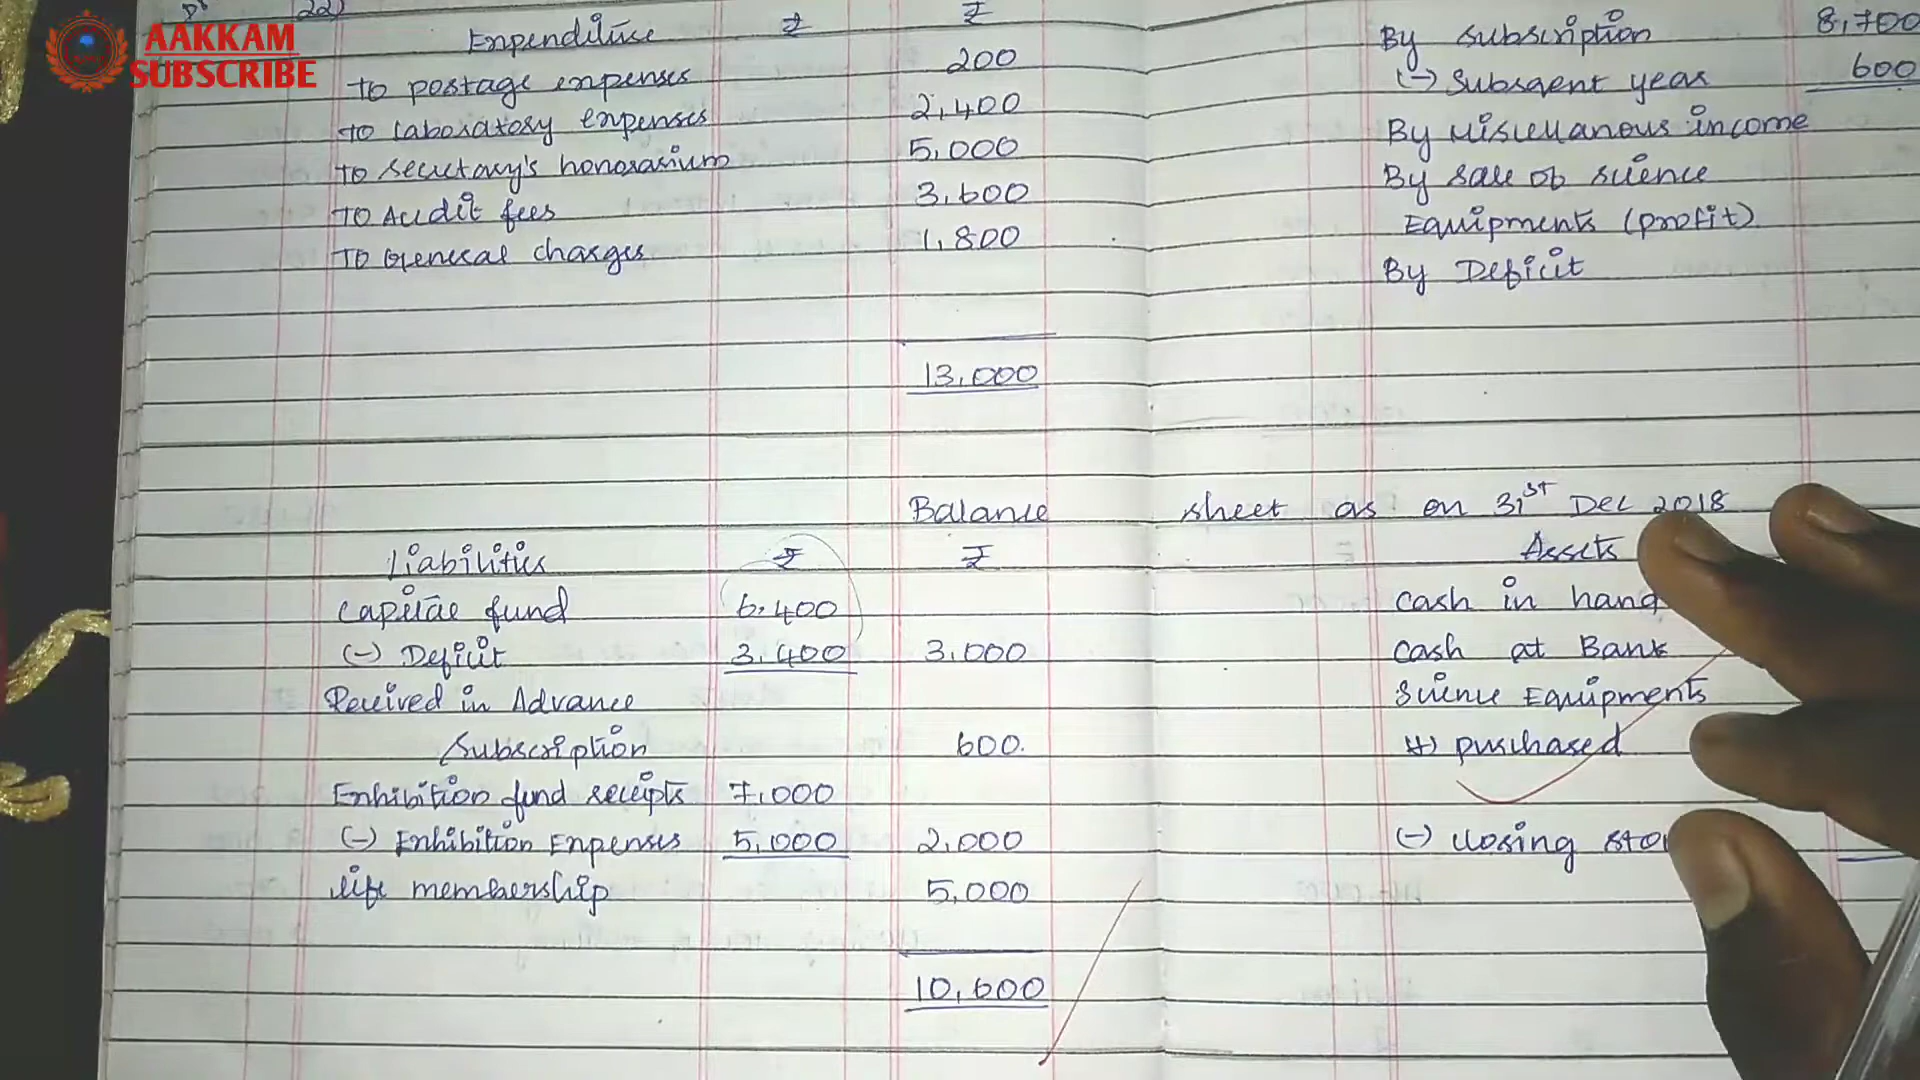 AAKKAM
SUBSCRIBE
Dr 22)
Expenditure ₹ ₹
to postage expenses 200
to Laboratory expenses 2,400
to secretary's honorarium 5,000
to Audit fees 3,600
to General charges 1,800
13,000
By subscription 8,700
(-) Subsqent year 600
By Miscellanous income
By sale of science
Equipments (profit)
By Deficit
Balance sheet as on 31st Dec 2018
Liabilities ₹ ₹
Capital fund 6,400
(-) Deficit 3,400 3,000
Received in Advance
Subscription 600.
Exhibition fund receipts 7,000
(-) Exhibition Expenses 5,000 2,000
life membership 5,000
10,600
Assets
cash in hand
cash at Bank
Science Equipments
(+) purchased
(-) closing sto